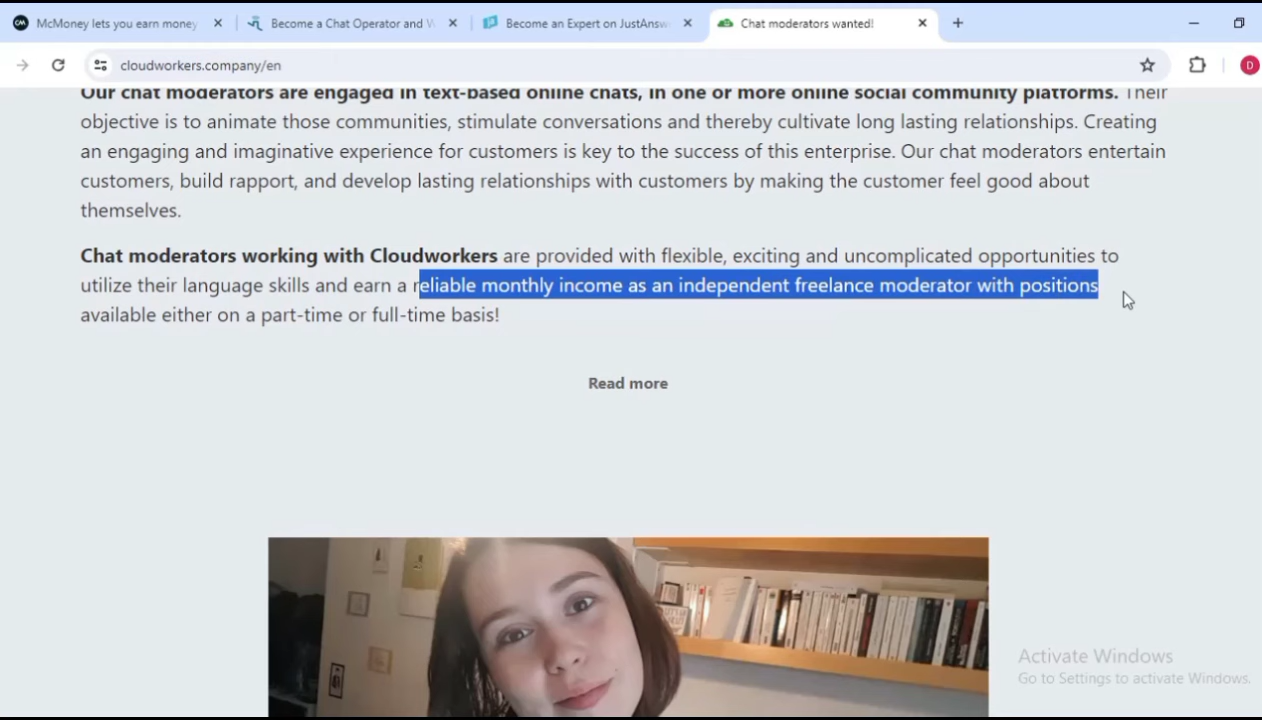 McMoney lets you earn money
Become a Chat Operator and W
Become an Expert on JustAnsw
Chat moderators wanted!
cloudworkers.company/en
D
Our chat moderators are engaged in text-based online chats, in one or more online social community platforms. Their
objective is to animate those communities, stimulate conversations and thereby cultivate long lasting relationships. Creating
an engaging and imaginative experience for customers is key to the success of this enterprise. Our chat moderators entertain
customers, build rapport, and develop lasting relationships with customers by making the customer feel good about
themselves.
Chat moderators working with Cloudworkers are provided with flexible, exciting and uncomplicated opportunities to
utilize their language skills and earn a reliable monthly income as an independent freelance moderator with positions
available either on a part-time or full-time basis!
Read more
Activate Windows
Go to Settings to activate Windows.